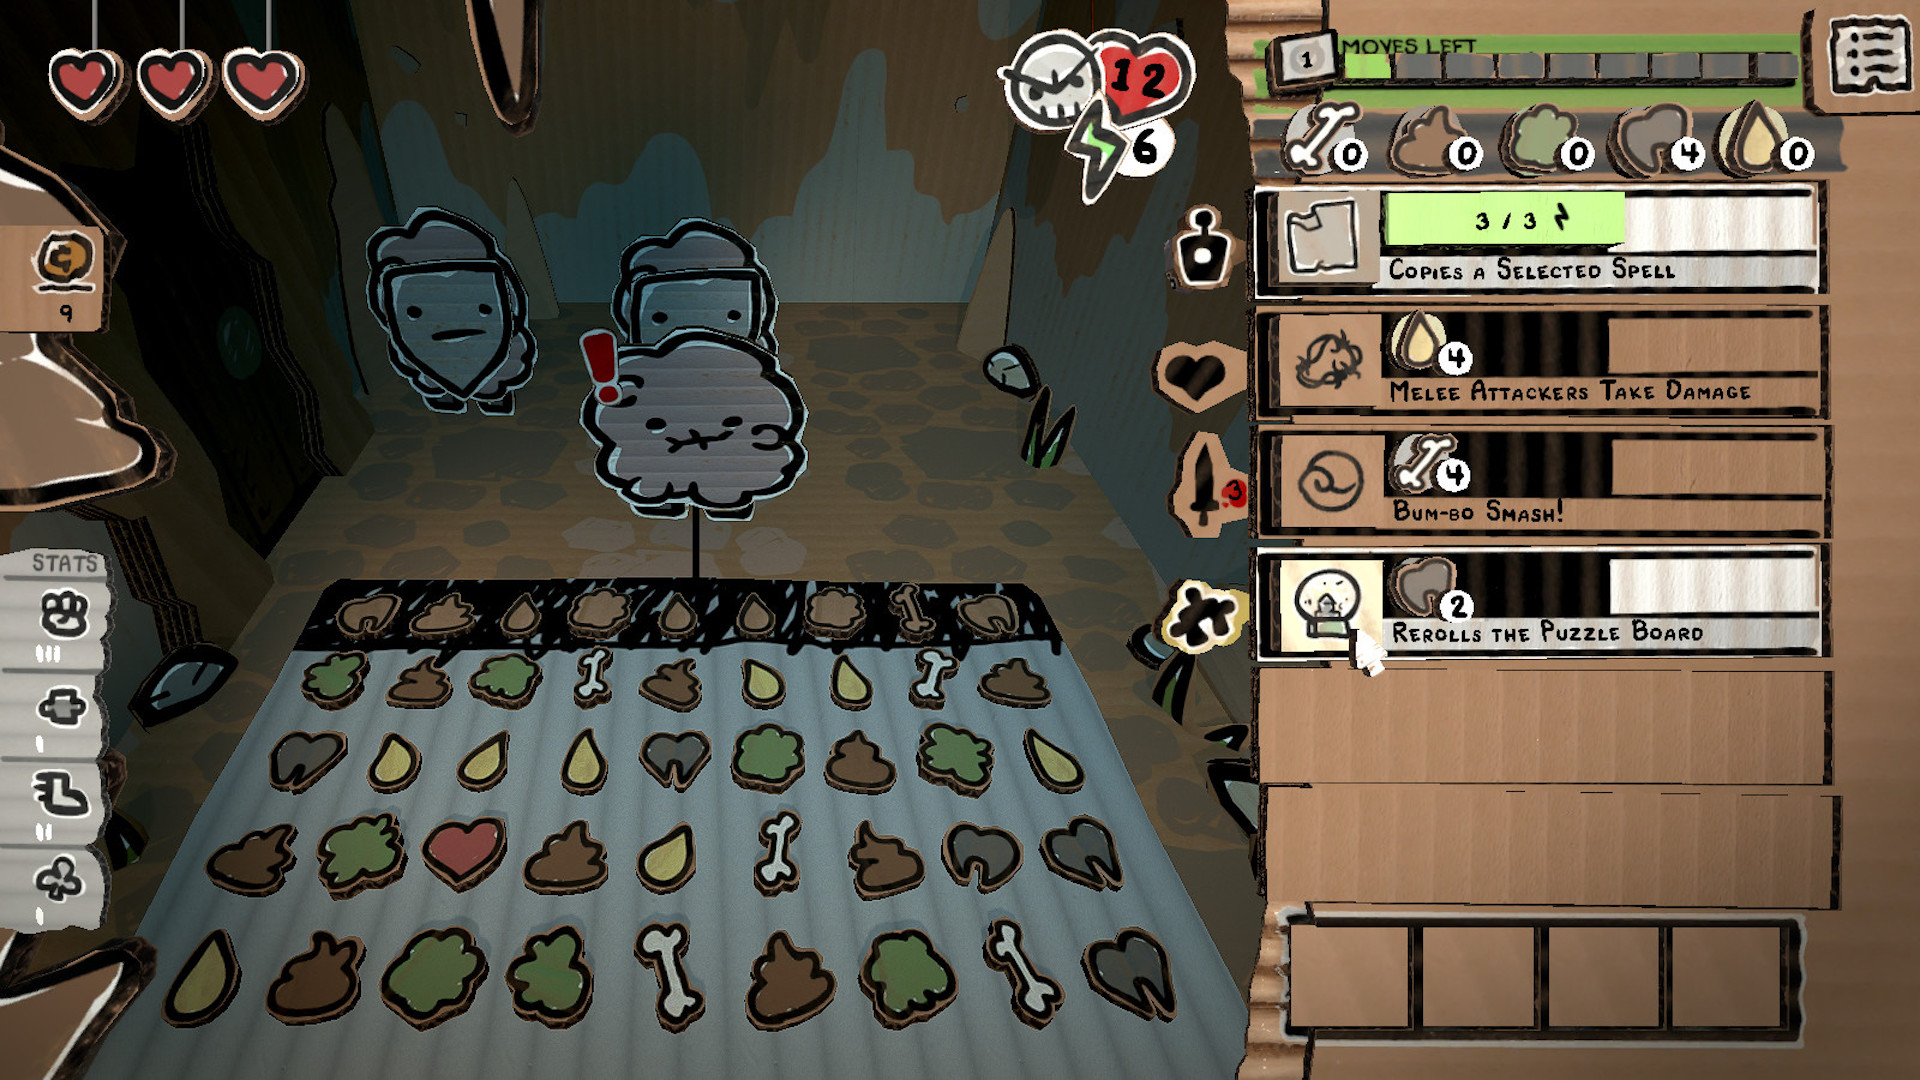 1 MOVES LEFT
12
6
0 0 0 4 0
3 / 3
COPIES A SELECTED SPELL
4
MELEE ATTACKERS TAKE DAMAGE
3
4
BUM-BO SMASH!
2
REROLLS THE PUZZLE BOARD
9
STATS